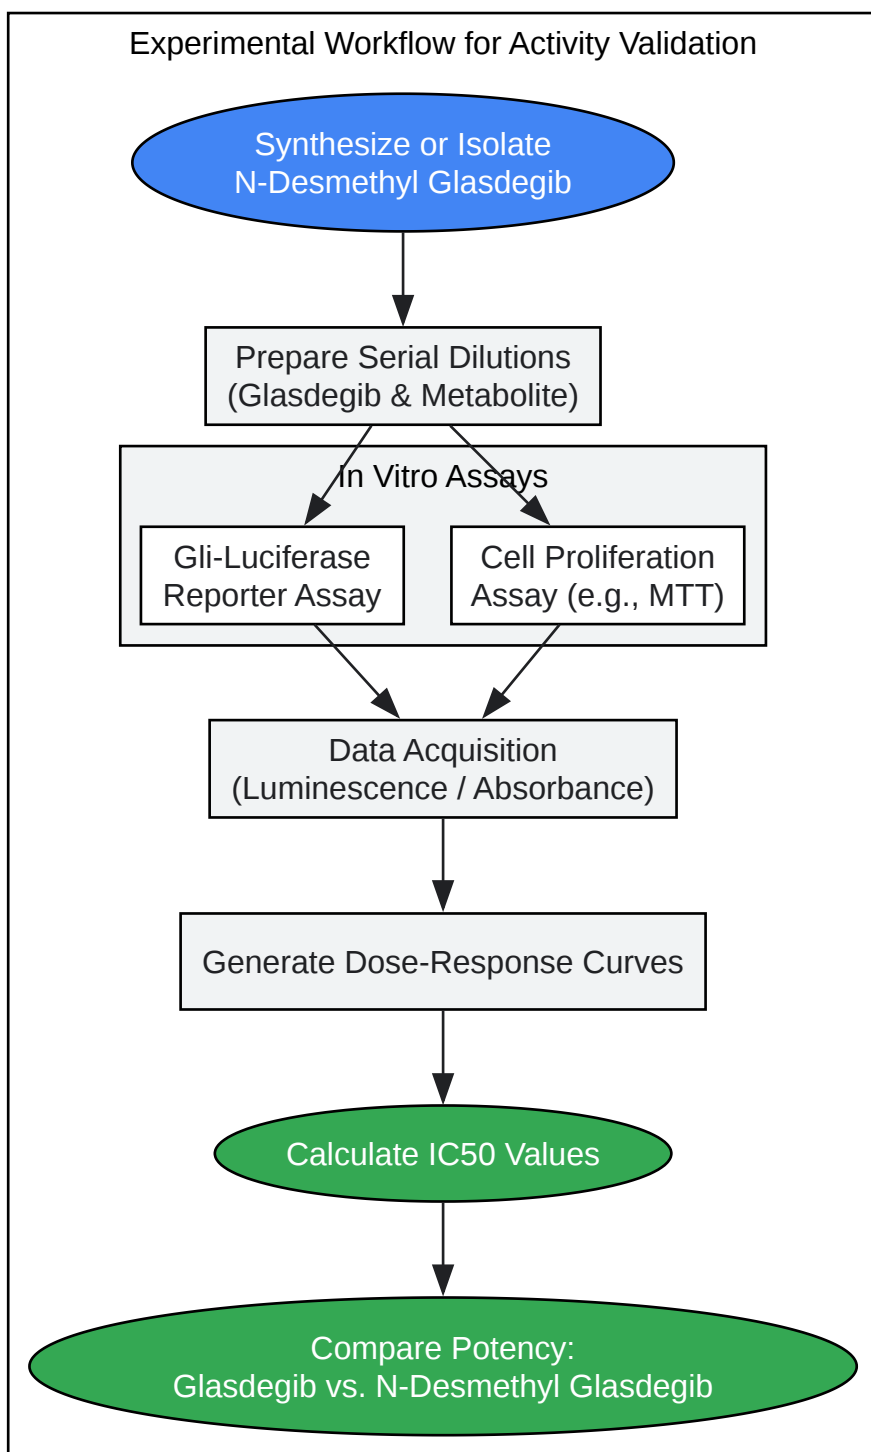 Experimental Workflow for Activity Validation
Synthesize or Isolate
N-Desmethyl Glasdegib
Prepare Serial Dilutions
(Glasdegib & Metabolite)
In Vitro Assays
Gli-Luciferase
Reporter Assay
Cell Proliferation
Assay (e.g., MTT)
Data Acquisition
(Luminescence / Absorbance)
Generate Dose-Response Curves
Calculate IC50 Values
Compare Potency:
Glasdegib vs. N-Desmethyl Glasdegib